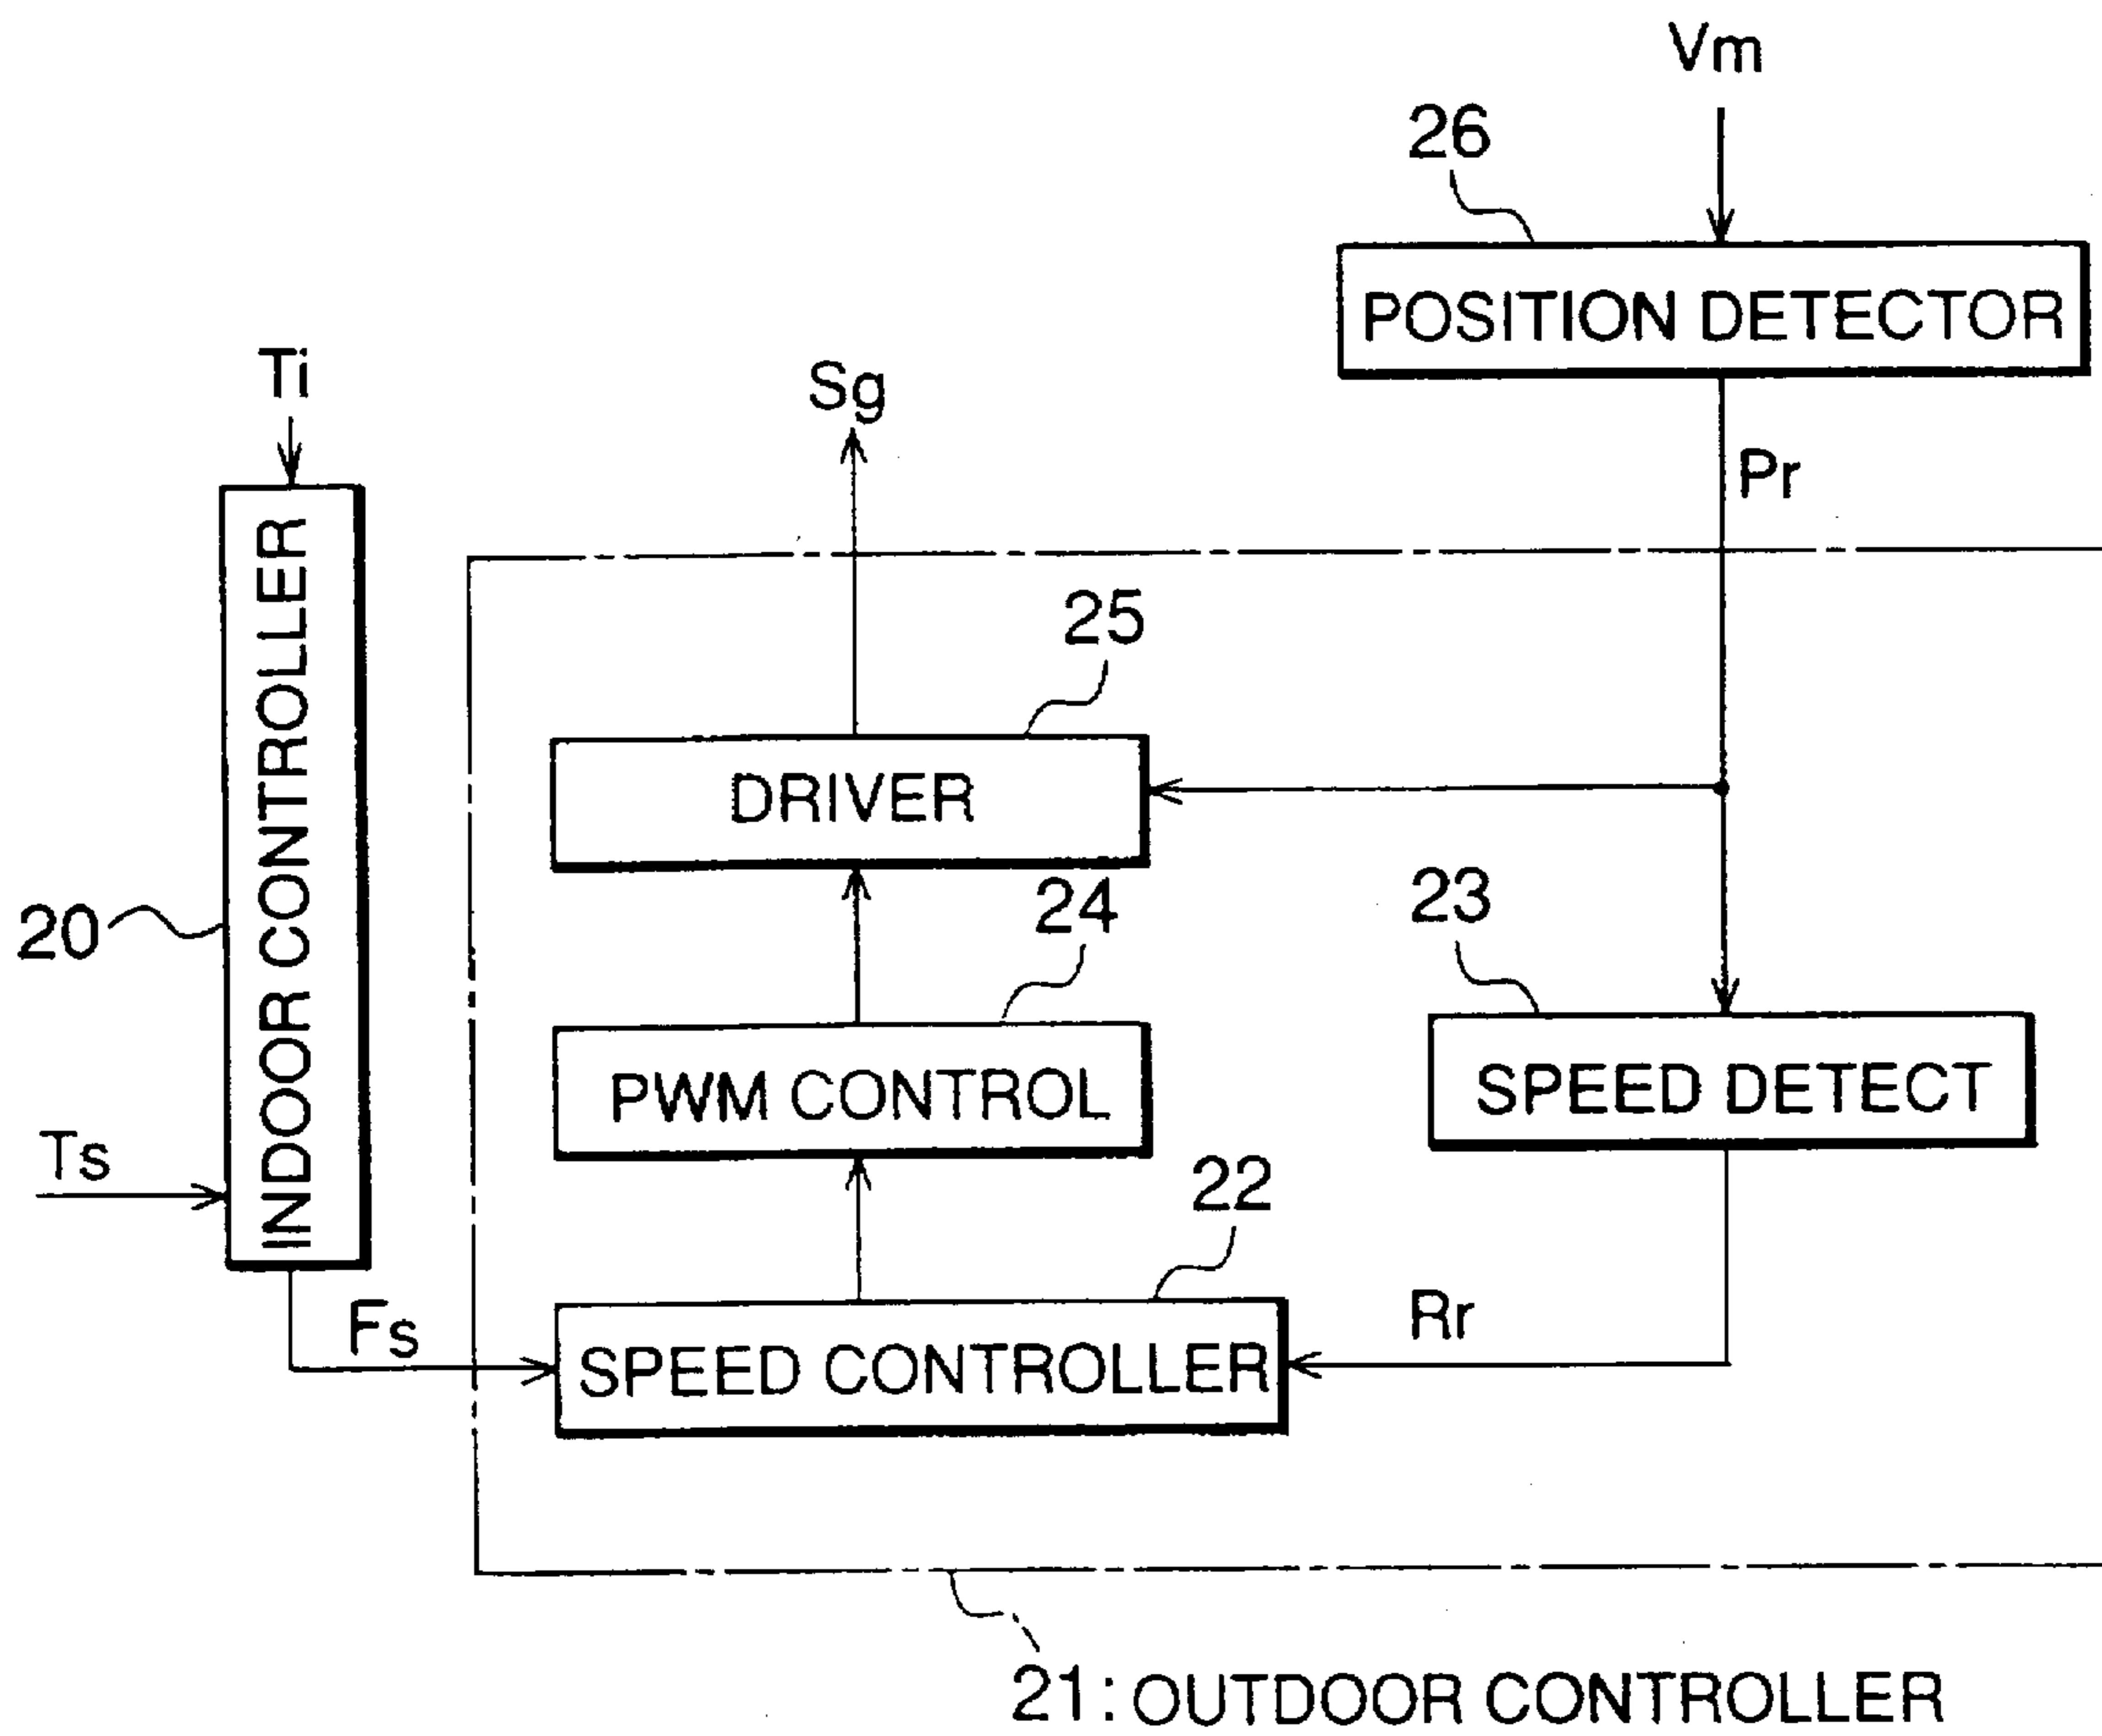 Vm
26
POSITION DETECTOR
Ti
Sg
Pr
25
INDOOR CONTROLLER
DRIVER
20
24
23
Ts
PWM CONTROL
SPEED DETECT
22
Fs
Rr
SPEED CONTROLLER
21: OUTDOOR CONTROLLER